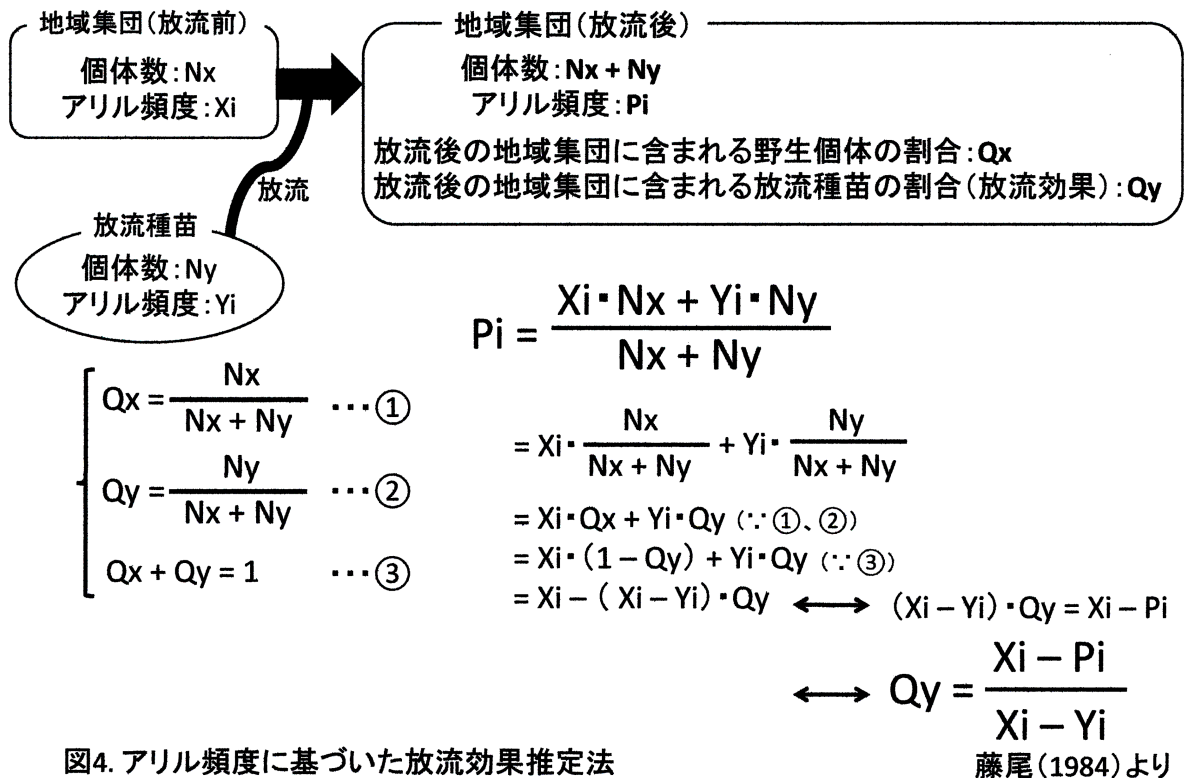 地域集団(放流前)
個体数:Nx
アリル頻度:Xi
地域集団(放流後)
個体数:Nx + Ny
アリル頻度:Pi
放流後の地域集団に含まれる野生個体の割合:Qx
放流後の地域集団に含まれる放流種苗の割合(放流効果):Qy
放流
放流種苗
個体数:Ny
アリル頻度:Yi
Qx = Nx / Nx + Ny …①
Qy = Ny / Nx + Ny …②
Qx + Qy = 1 …③
Pi = Xi・Nx + Yi・Ny / Nx + Ny
= Xi・ Nx / Nx + Ny + Yi・ Ny / Nx + Ny
= Xi・Qx + Yi・Qy (∵①、②)
= Xi・(1 – Qy) + Yi・Qy (∵③)
= Xi – ( Xi – Yi)・Qy ⟷ (Xi – Yi)・Qy = Xi – Pi
⟷ Qy = Xi – Pi / Xi – Yi
図4. アリル頻度に基づいた放流効果推定法
藤尾(1984)より